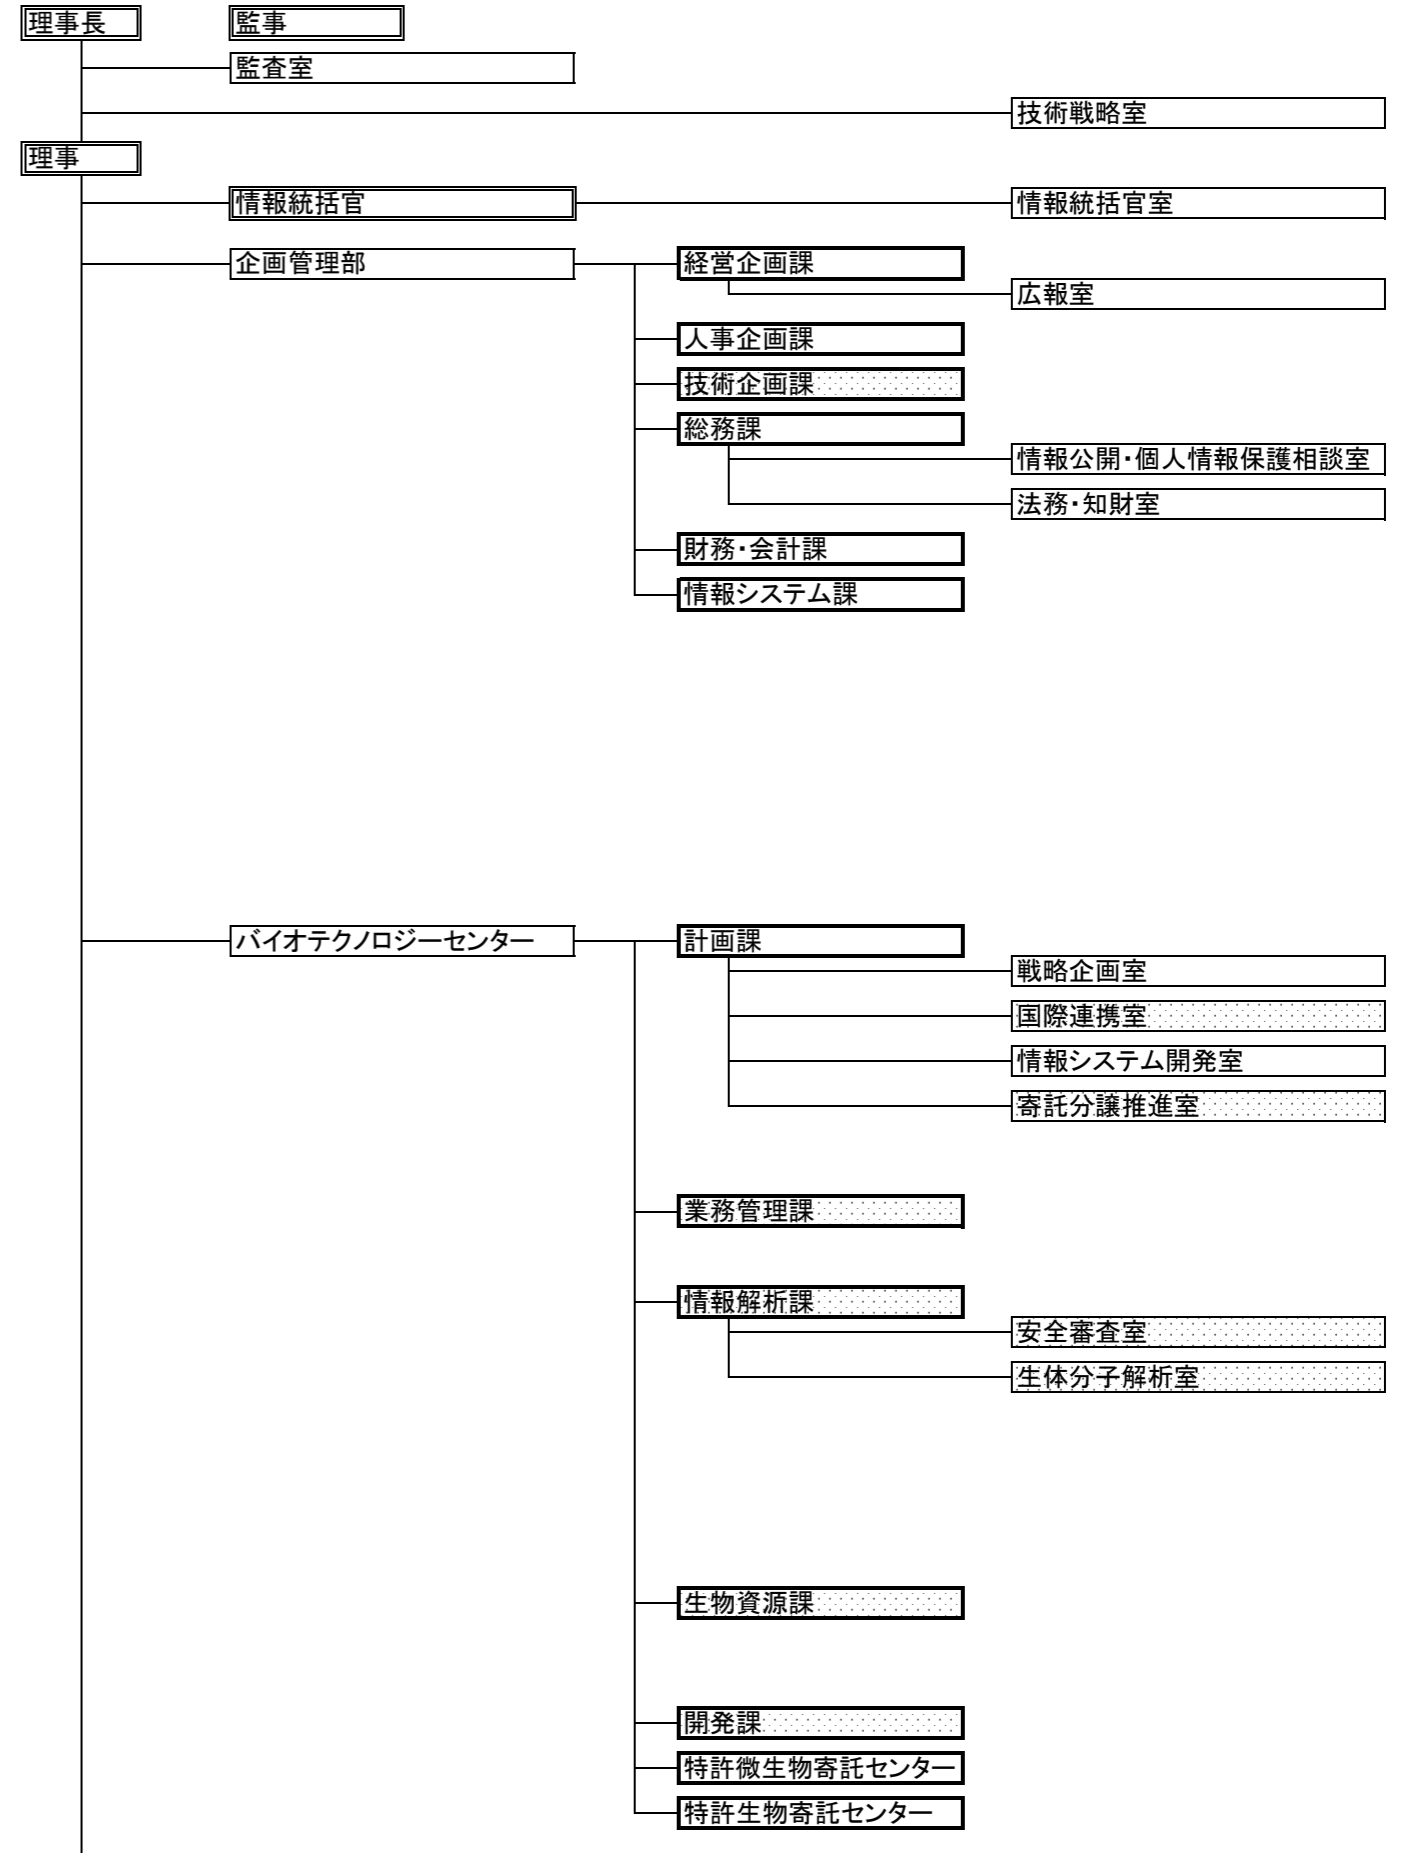 理事長
監事
監査室
技術戦略室
理事
情報統括官
情報統括官室
企画管理部
経営企画課
広報室
人事企画課
技術企画課
総務課
情報公開・個人情報保護相談室
法務・知財室
財務・会計課
情報システム課
バイオテクノロジーセンター
計画課
戦略企画室
国際連携室
情報システム開発室
寄託分譲推進室
業務管理課
情報解析課
安全審査室
生体分子解析室
生物資源課
開発課
特許微生物寄託センター
特許生物寄託センター